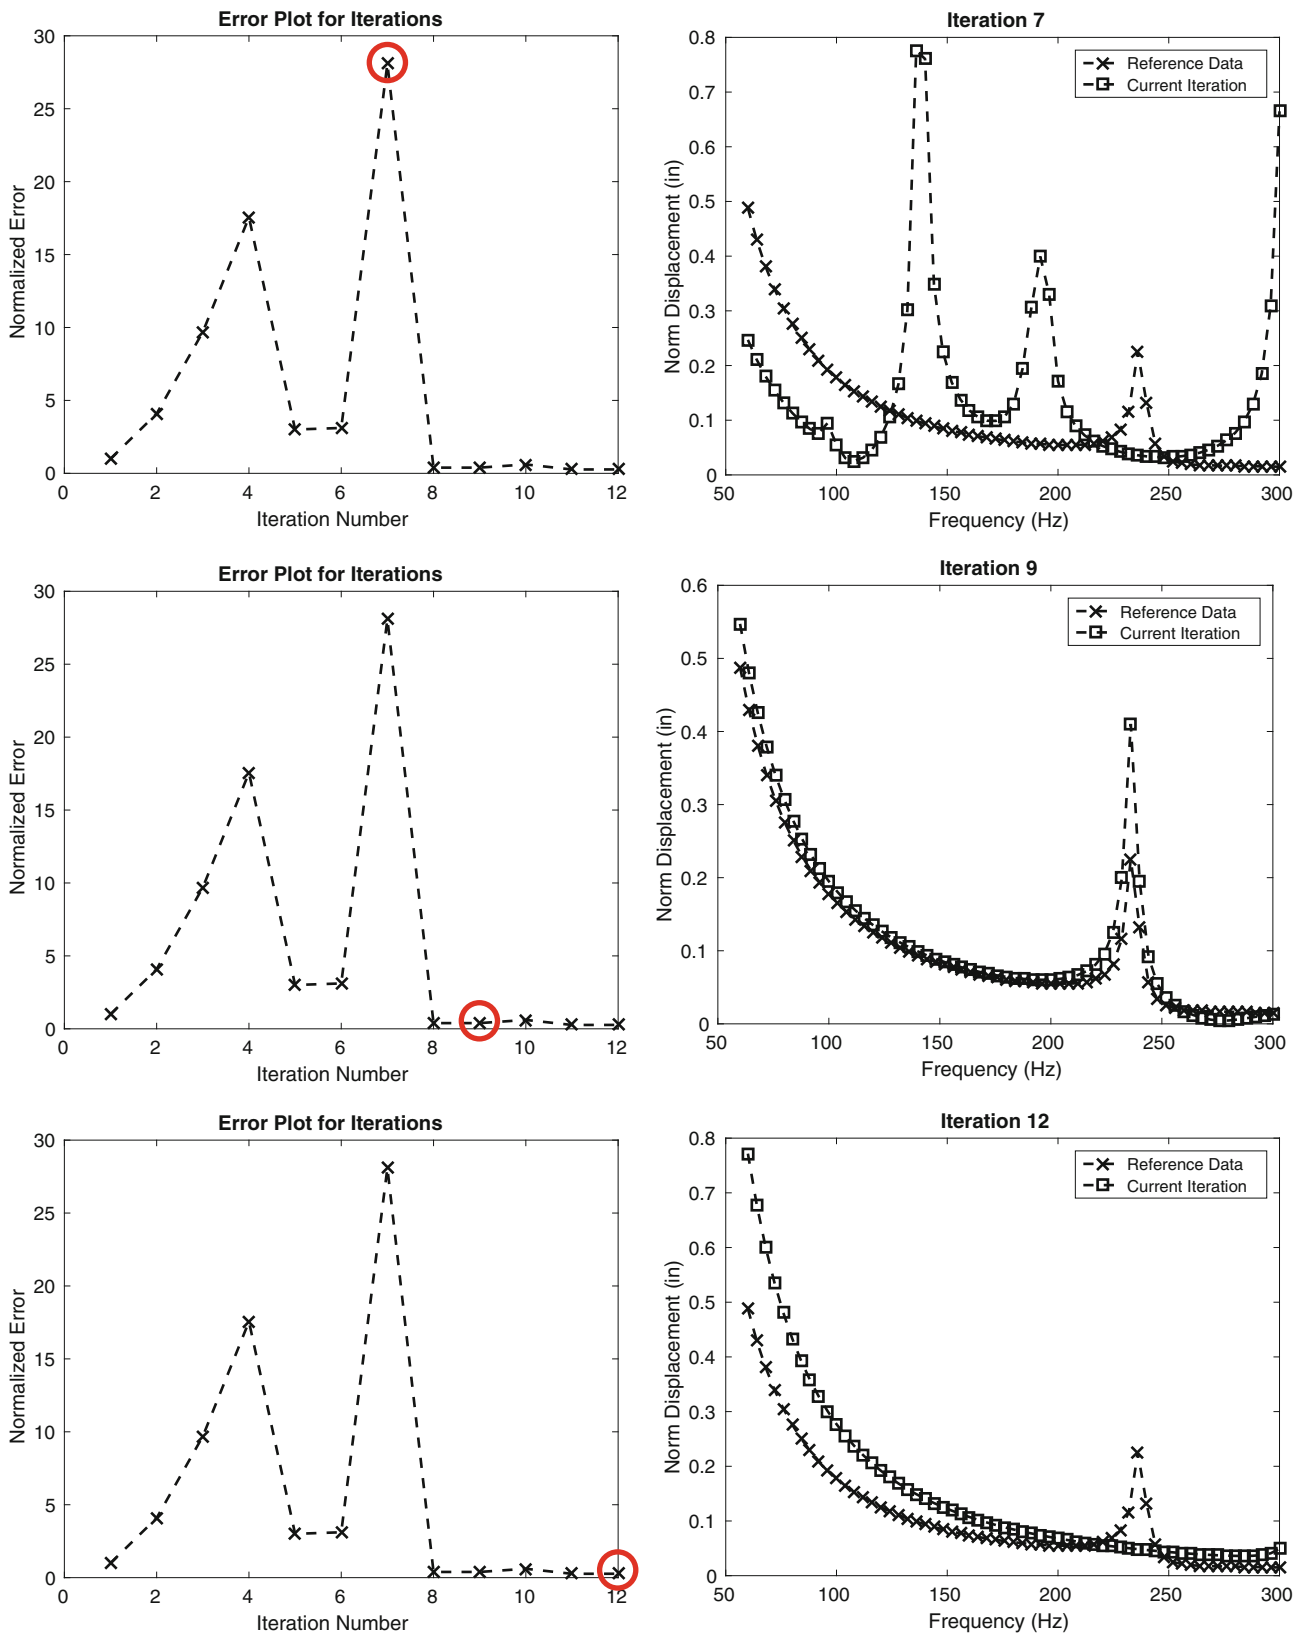 Error Plot for Iterations
30
25
20
15
10
5
0
Normalized Error
0 2 4 6 8 10 12
Iteration Number
Iteration 7
Reference Data
Current Iteration
0.8
0.7
0.6
0.5
0.4
0.3
0.2
0.1
0
Norm Displacement (in)
50 100 150 200 250 300
Frequency (Hz)
Error Plot for Iterations
30
25
20
15
10
5
0
Normalized Error
0 2 4 6 8 10 12
Iteration Number
Iteration 9
Reference Data
Current Iteration
0.6
0.5
0.4
0.3
0.2
0.1
0
Norm Displacement (in)
50 100 150 200 250 300
Frequency (Hz)
Error Plot for Iterations
30
25
20
15
10
5
0
Normalized Error
0 2 4 6 8 10 12
Iteration Number
Iteration 12
Reference Data
Current Iteration
0.8
0.7
0.6
0.5
0.4
0.3
0.2
0.1
0
Norm Displacement (in)
50 100 150 200 250 300
Frequency (Hz)